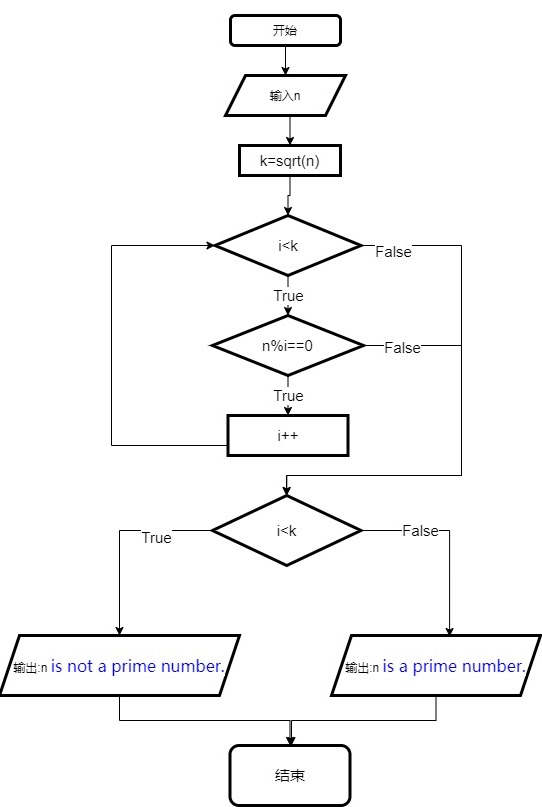 开始
输入n
k=sqrt(n)
i<k
False
True
n%i==0
False
True
i++
i<k
True
False
输出:n is not a prime number.
输出:n is a prime number.
结束